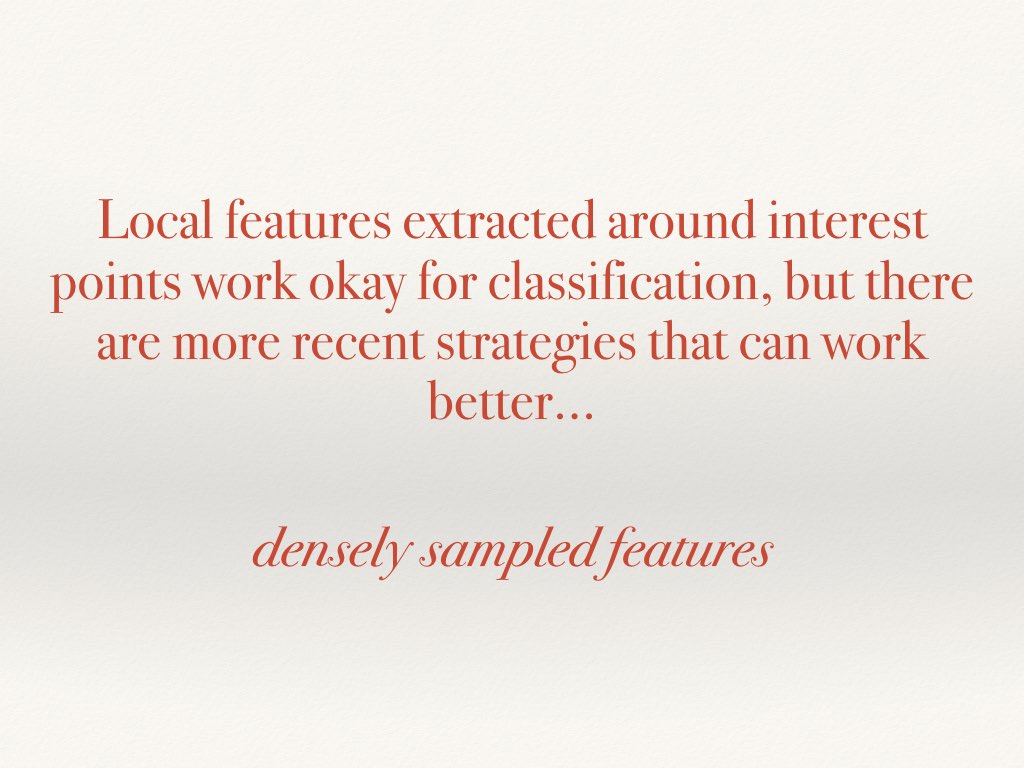 Local features extracted around interest
points work okay for classification, but there
are more recent strategies that can work
better...
densely sampled features